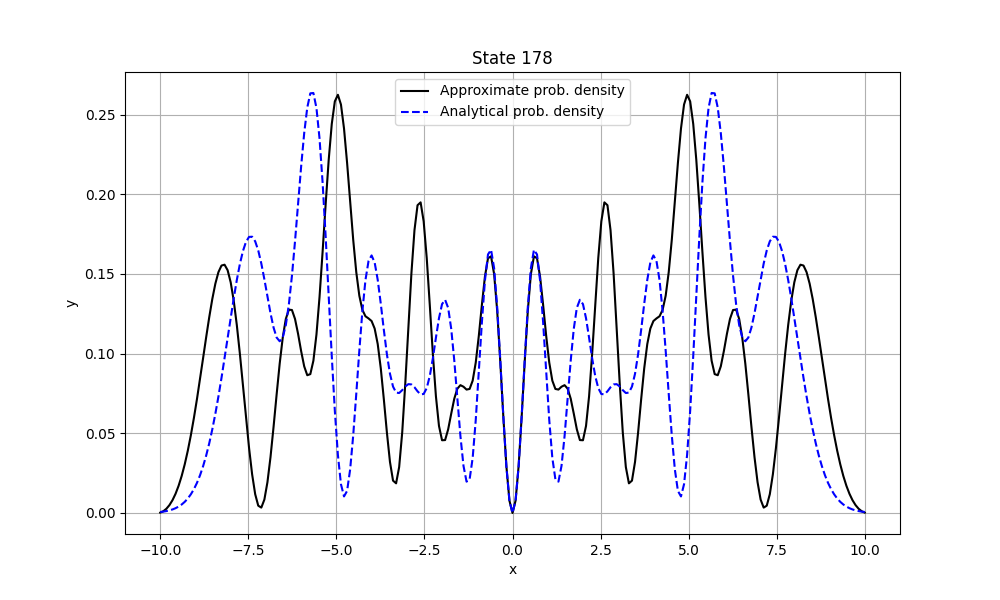 State 178
Approximate prob. density
Analytical prob. density
y
0.25
0.20
0.15
0.10
0.05
0.00
−10.0 −7.5 −5.0 −2.5 0.0 2.5 5.0 7.5 10.0
x